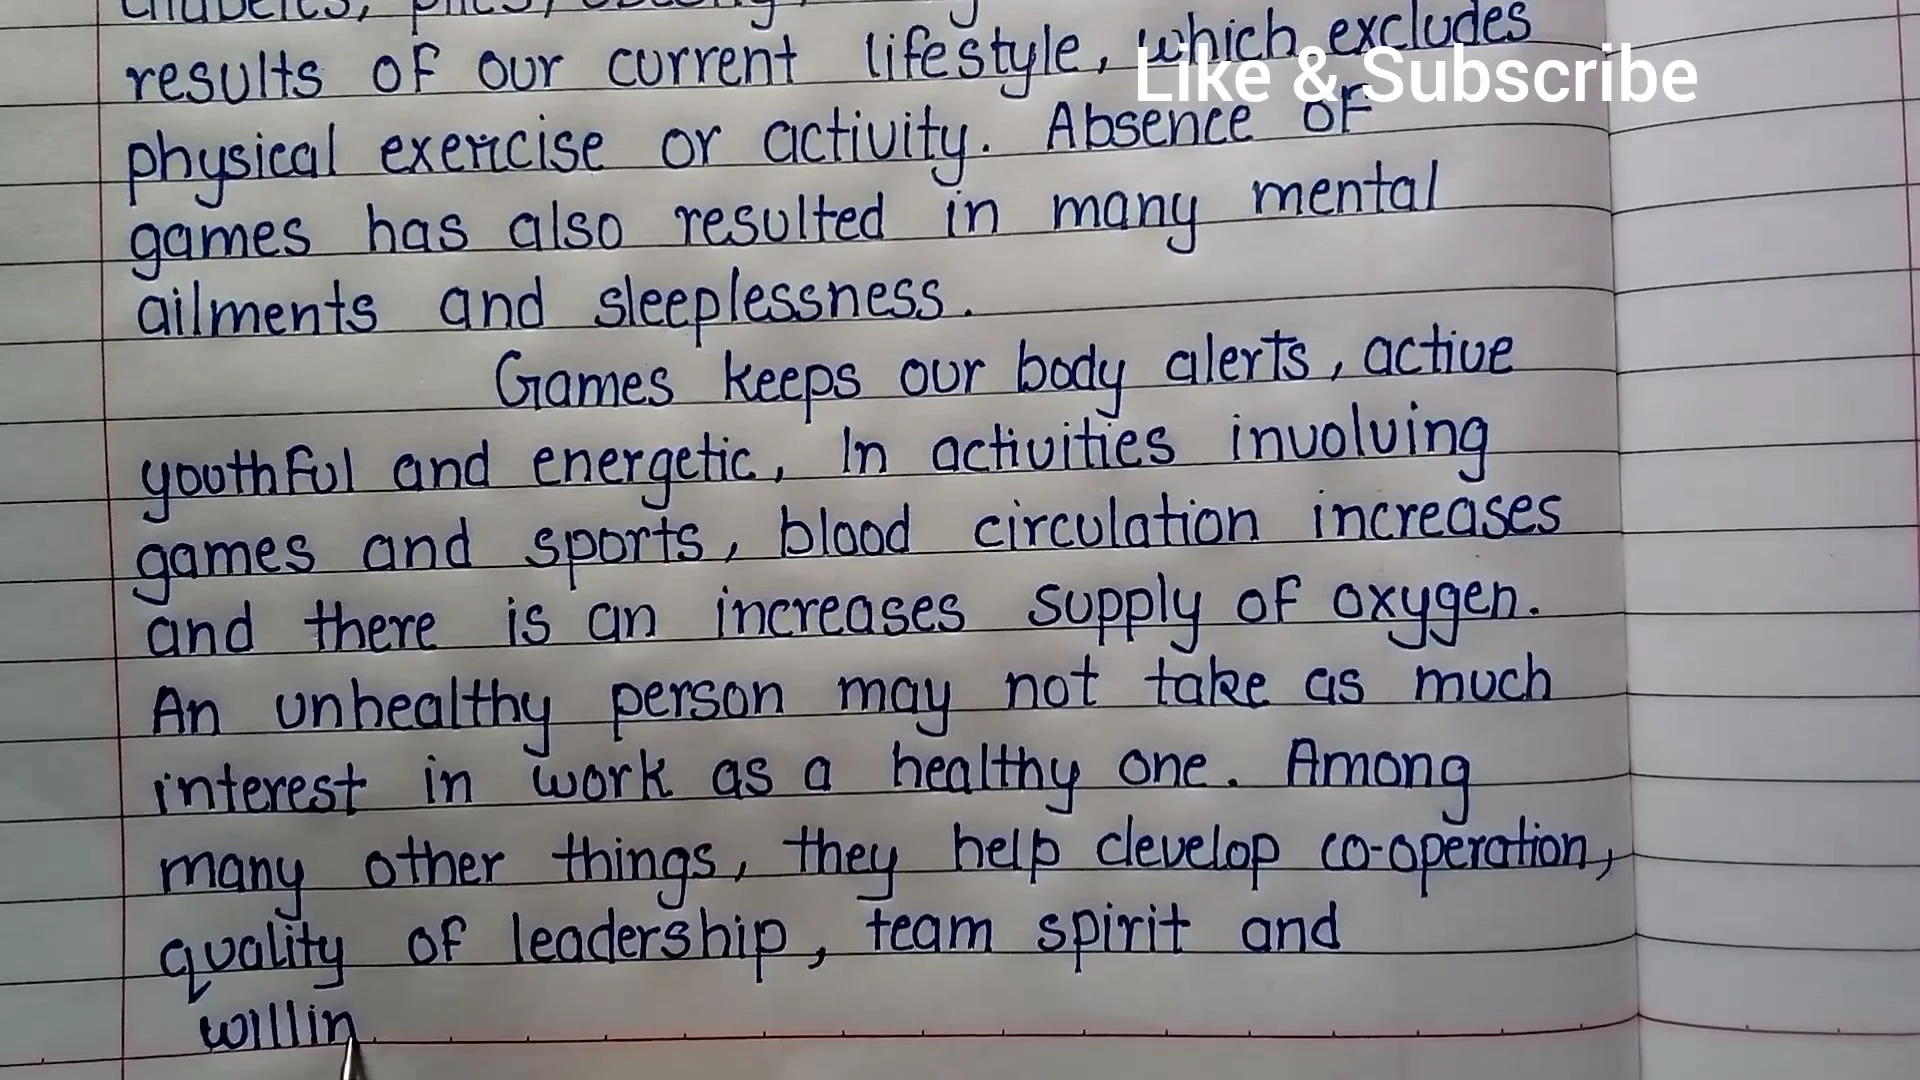 results of our current lifestyle, which excludes
Like & Subscribe
physical exercise or activity. Absence of
games has also resulted in many mental
ailments and sleeplessness.
Games keeps our body alerts, active
youthful and energetic, In activities involving
games and sports, blood circulation increases
and there is an increases supply of oxygen.
An unhealthy person may not take as much
interest in work as a healthy one. Among
many other things, they help develop co-operation,
quality of leadership, team spirit and
willin